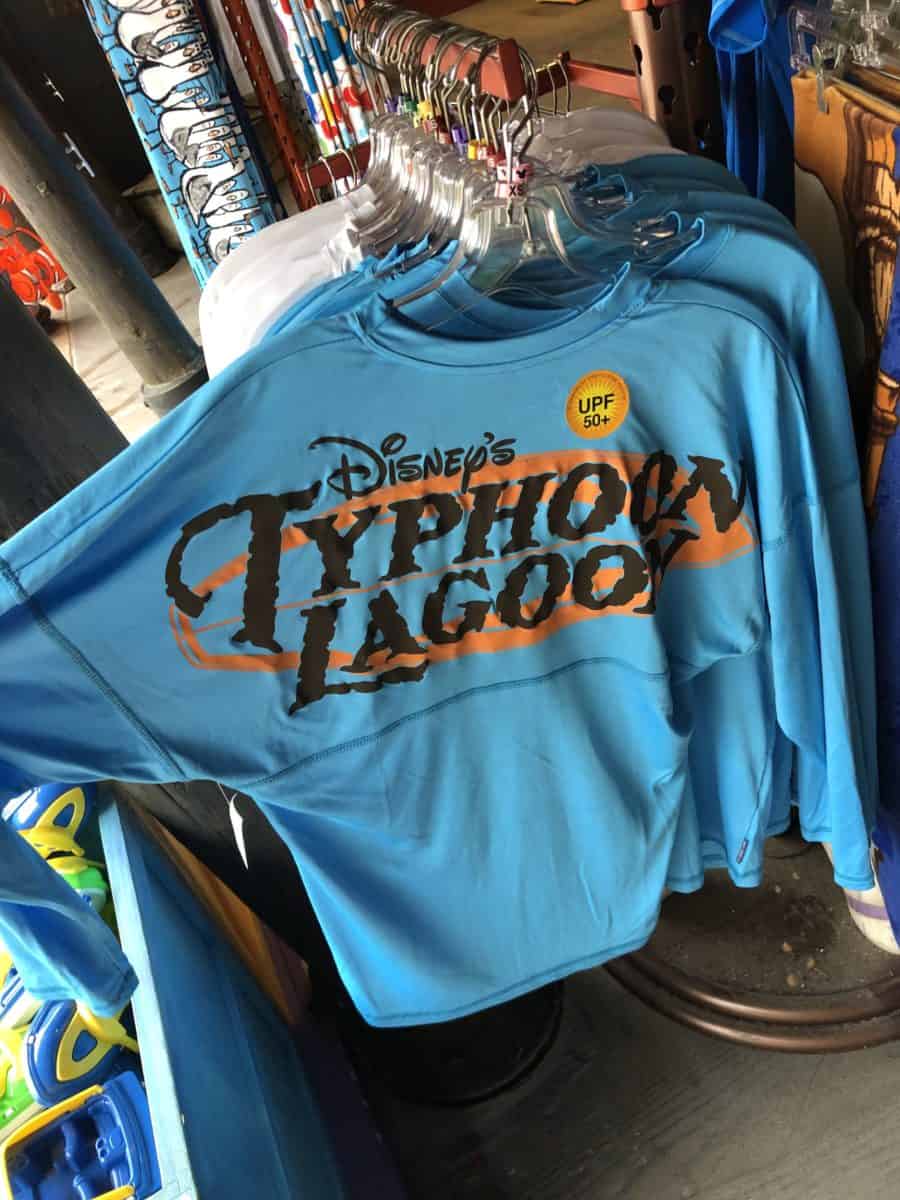 XS
UPF
50+
Disney's
Typhoon
Lagoon